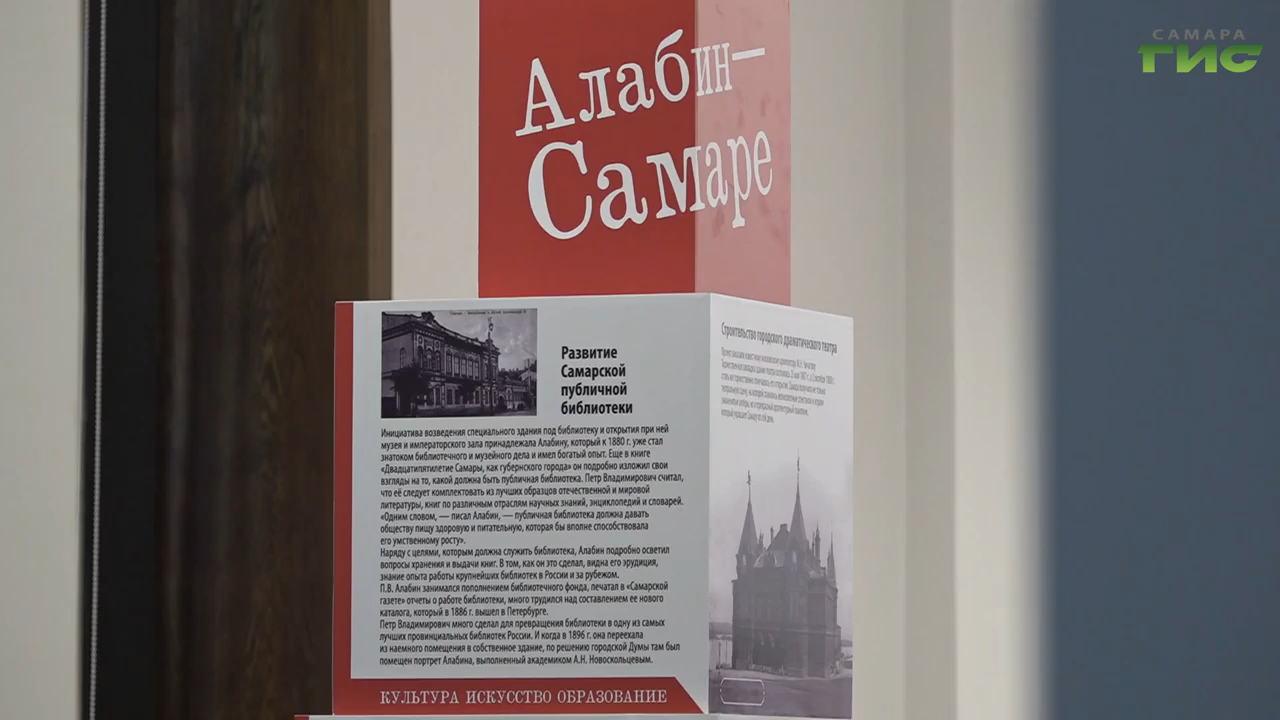 САМАРА
ГИС
Алабин—
Самаре
Развитие
Самарской
публичной
библиотеки
Инициатива возведения специального здания под библиотеку и открытия при ней
музея и императорского зала принадлежала Алабину, который к 1880 г. уже стал
знатоком библиотечного и музейного дела и имел богатый опыт. Еще в книге
«Двадцатипятилетие Самары, как губернского города» он подробно изложил свои
взгляды на то, какой должна быть публичная библиотека. Петр Владимирович считал,
что её следует комплектовать из лучших образцов отечественной и мировой
литературы, книг по различным отраслям научных знаний, энциклопедий и словарей.
«Одним словом, — писал Алабин, — публичная библиотека должна давать
обществу пищу здоровую и питательную, которая бы вполне способствовала
его умственному росту».
Наряду с целями, которым должна служить библиотека, Алабин подробно осветил
вопросы хранения и выдачи книг. В том, как он это сделал, видна его эрудиция,
знание опыта работы крупнейших библиотек в России и за рубежом.
П.В. Алабин занимался пополнением библиотечного фонда, печатал в «Самарской
газете» отчеты о работе библиотеки, много трудился над составлением ее нового
каталога, который в 1886 г. вышел в Петербурге.
Петр Владимирович много сделал для превращения библиотеки в одну из самых
лучших провинциальных библиотек России. И когда в 1896 г. она переехала
из наемного помещения в собственное здание, по решению городской Думы там был
помещен портрет Алабина, выполненный академиком А.Н. Новоскольцевым.
КУЛЬТУРА ИСКУССТВО ОБРАЗОВАНИЕ
Строительство городского драматического театра